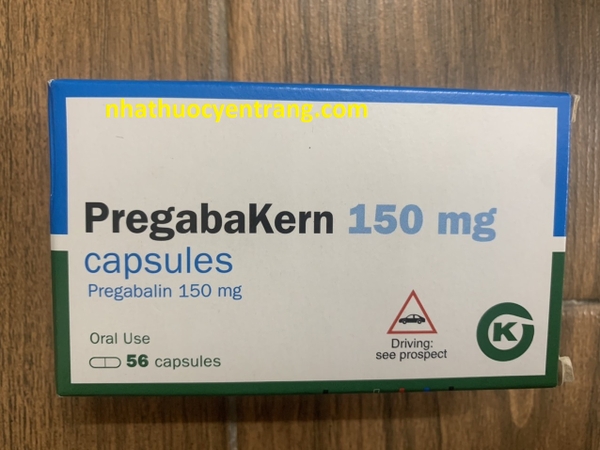 nhathuocyentrang.com
PregabaKern 150 mg
capsules
Pregabalin 150 mg
Oral Use
56 capsules
Driving:
see prospect
K